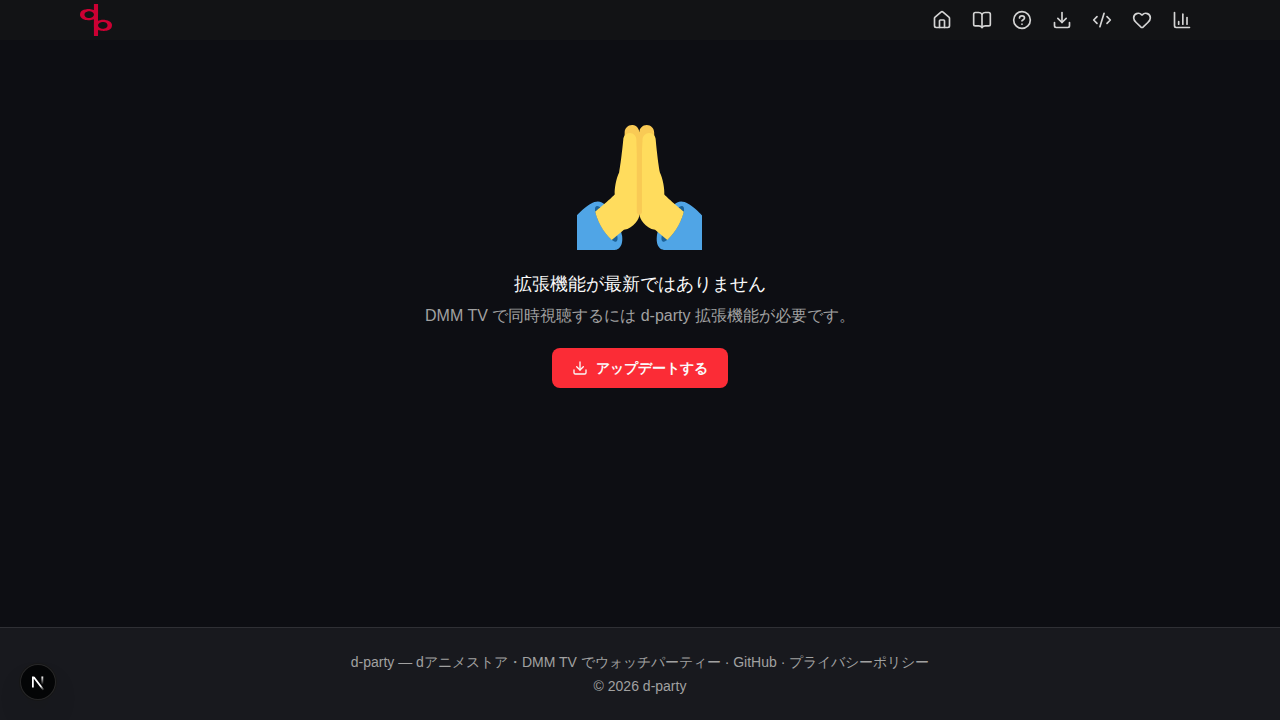 dp
拡張機能が最新ではありません
DMM TV で同時視聴するには d-party 拡張機能が必要です。
アップデートする
d-party — dアニメストア・DMM TV でウォッチパーティー · GitHub · プライバシーポリシー
© 2026 d-party
N